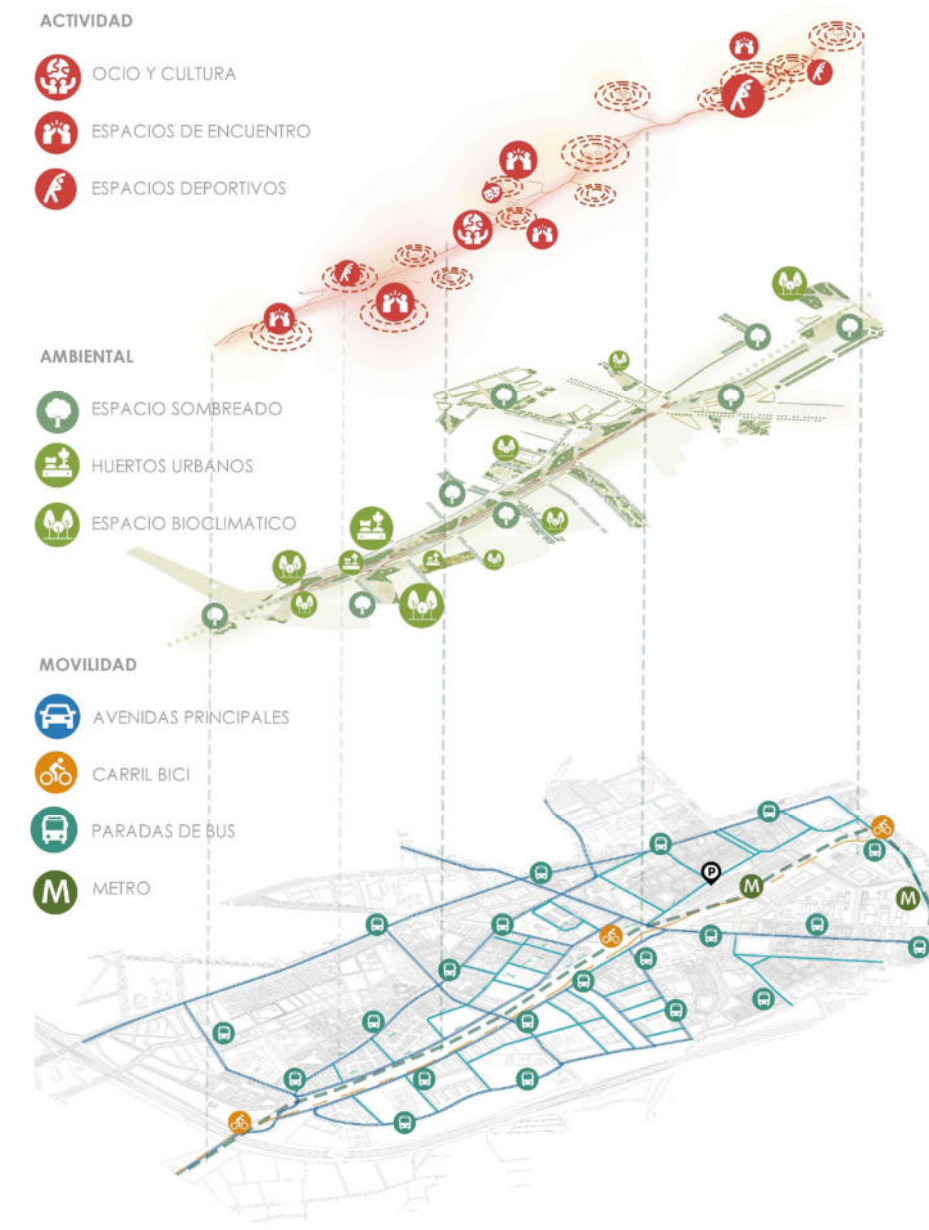 ACTIVIDAD
OCIO Y CULTURA
ESPACIOS DE ENCUENTRO
ESPACIOS DEPORTIVOS
AMBIENTAL
ESPACIO SOMBREADO
HUERTOS URBANOS
ESPACIO BIOCLIMATICO
MOVILIDAD
AVENIDAS PRINCIPALES
CARRIL BICI
PARADAS DE BUS
M METRO
P
M
M